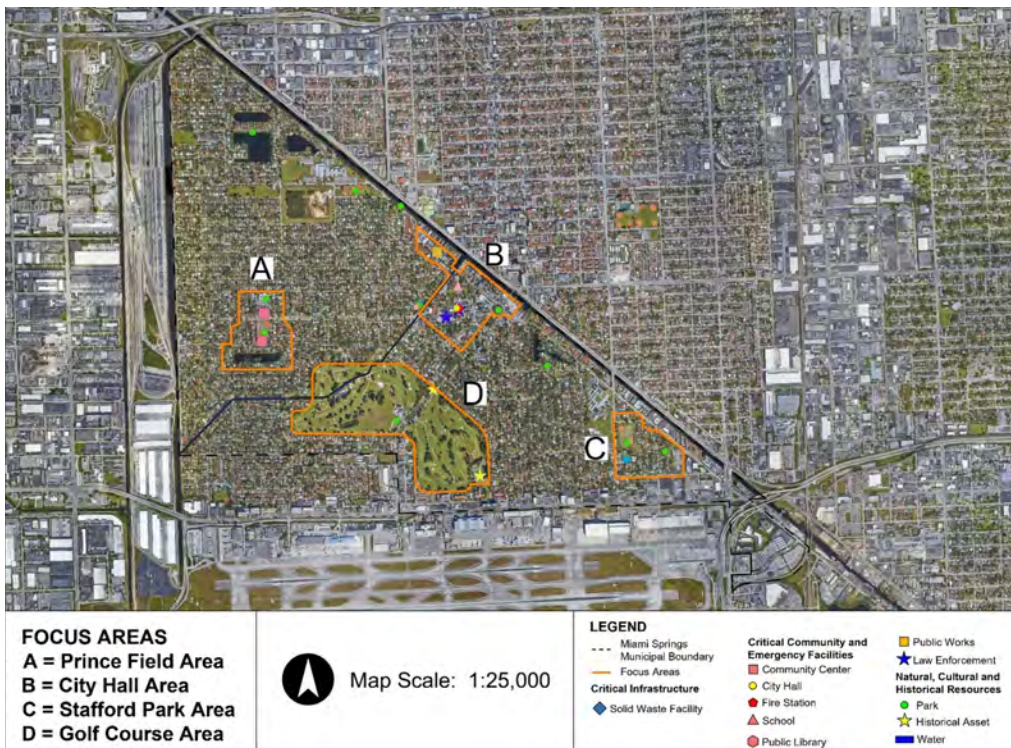 A
B
D
C
FOCUS AREAS
A = Prince Field Area
B = City Hall Area
C = Stafford Park Area
D = Golf Course Area
Map Scale: 1:25,000
LEGEND
Miami Springs
Municipal Boundary
Focus Areas
Critical Infrastructure
Solid Waste Facility
Critical Community and
Emergency Facilities
Community Center
City Hall
Fire Station
School
Public Library
Public Works
Law Enforcement
Natural, Cultural and
Historical Resources
Park
Historical Asset
Water